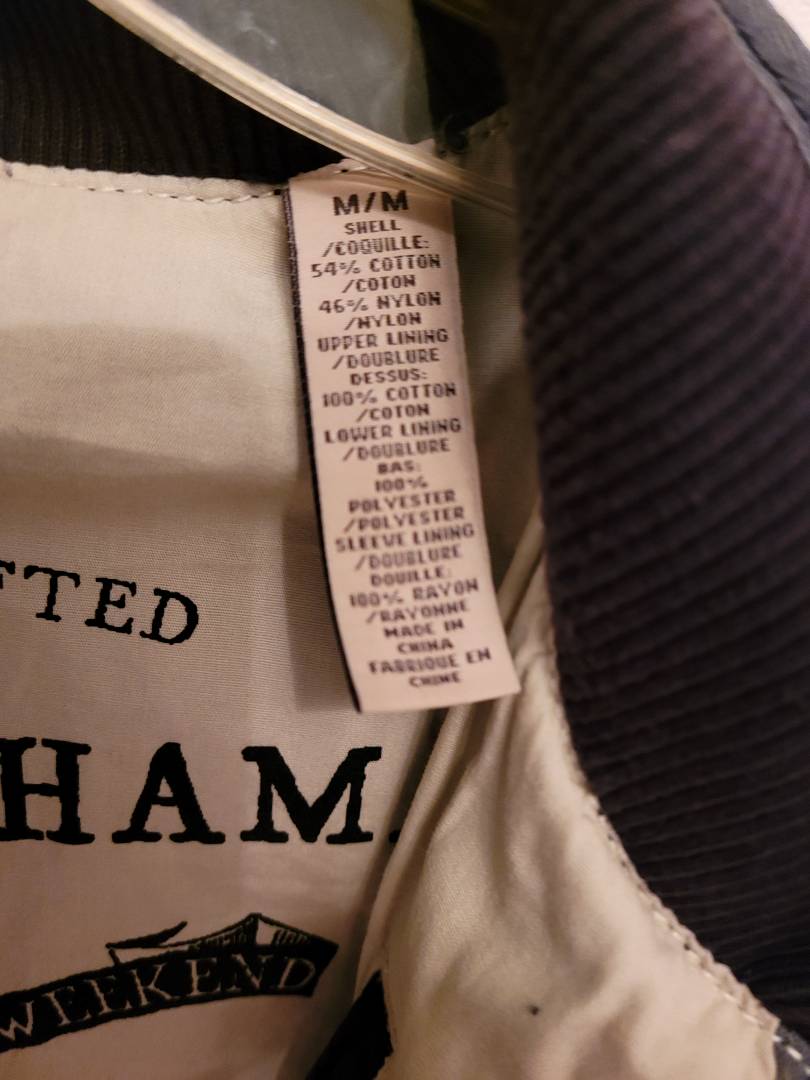 M/M
SHELL
/COQUILLE:
54% COTTON
/COTON
46% NYLON
/NYLON
UPPER LINING
/DOUBLURE
DESSUS:
100% COTTON
/COTON
LOWER LINING
/DOUBLURE
BAS:
100%
POLYESTER
/POLYESTER
SLEEVE LINING
/DOUBLURE
DOUILLE:
100% RAYON
/RAYONNE
MADE IN
CHINA
FABRIQUE EN
CHINE
FTED
HAM.
WEEKEND